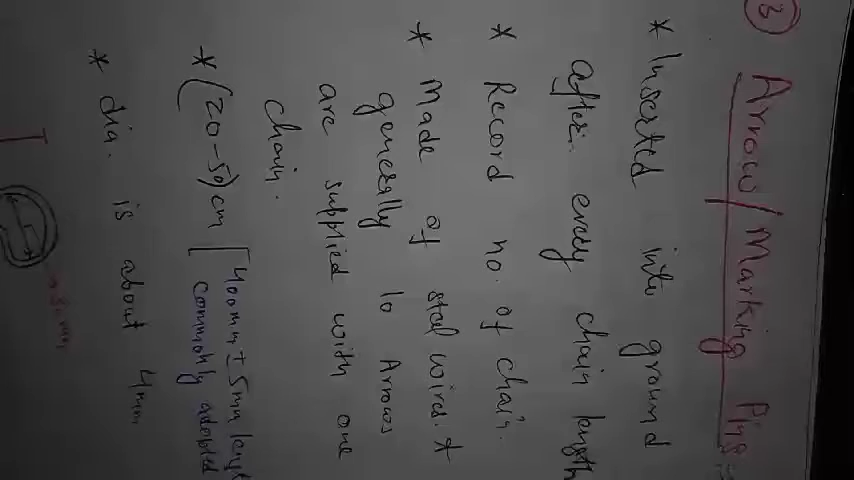 3 Arrow/Marking Pins:-
* Inserted into ground
after every chain length
* Record no. of chain.
* Made of steel wires. *
generally 10 Arrows
are supplied with one
chain.
* (20-50) cm [400mm ± 5mm length
commonly adopted
* dia. is about 4mm